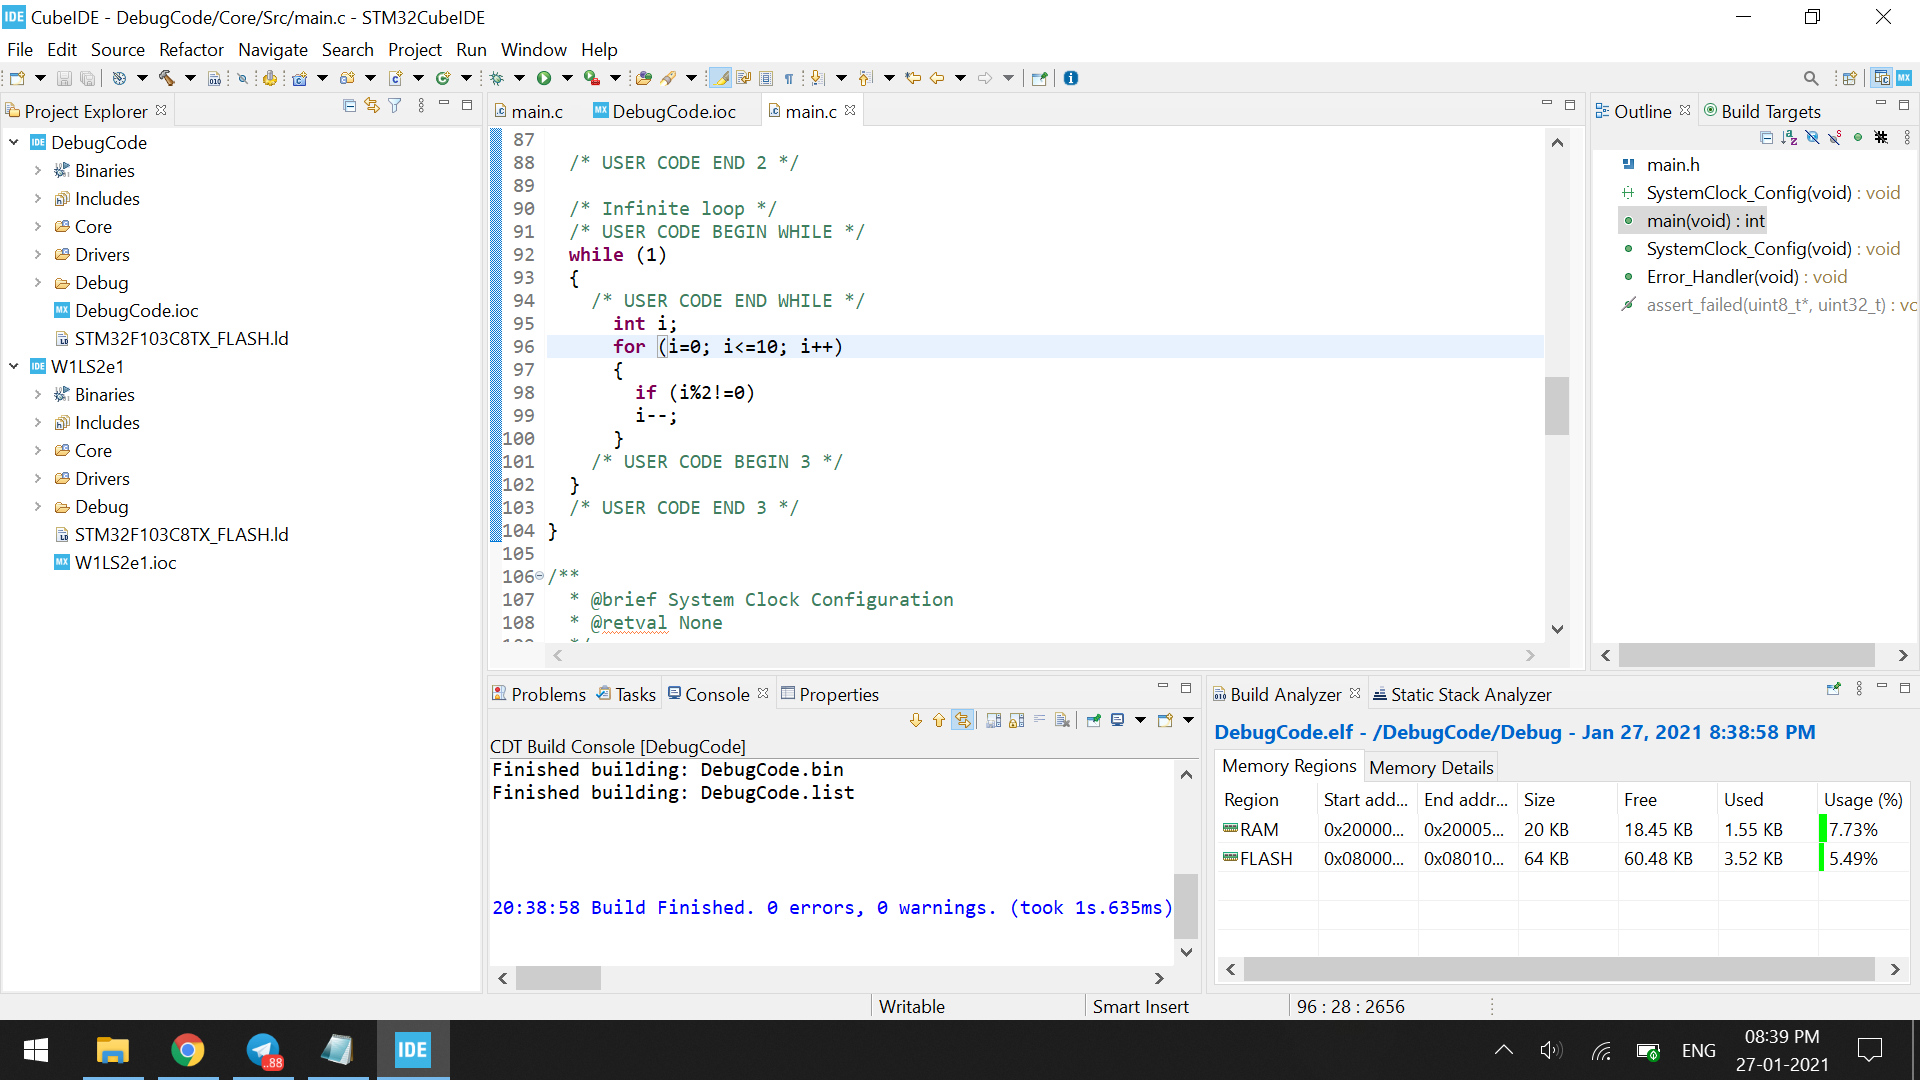 IDE CubeIDE - DebugCode/Core/Src/main.c - STM32CubeIDE
File Edit Source Refactor Navigate Search Project Run Window Help
Project Explorer
IDE DebugCode
Binaries
Includes
Core
Drivers
Debug
MX DebugCode.ioc
STM32F103C8TX_FLASH.ld
IDE W1LS2e1
Binaries
Includes
Core
Drivers
Debug
STM32F103C8TX_FLASH.ld
MX W1LS2e1.ioc
main.c MX DebugCode.ioc main.c
87
88 /* USER CODE END 2 */
89
90 /* Infinite loop */
91 /* USER CODE BEGIN WHILE */
92 while (1)
93 {
94 /* USER CODE END WHILE */
95 int i;
96 for (i=0; i<=10; i++)
97 {
98 if (i%2!=0)
99 i--;
100 }
101 /* USER CODE BEGIN 3 */
102 }
103 /* USER CODE END 3 */
104 }
105
106 /**
107 * @brief System Clock Configuration
108 * @retval None
Outline Build Targets
main.h
SystemClock_Config(void) : void
main(void) : int
SystemClock_Config(void) : void
Error_Handler(void) : void
assert_failed(uint8_t*, uint32_t) : vo
Problems Tasks Console Properties
CDT Build Console [DebugCode]
Finished building: DebugCode.bin
Finished building: DebugCode.list
20:38:58 Build Finished. 0 errors, 0 warnings. (took 1s.635ms)
Build Analyzer Static Stack Analyzer
DebugCode.elf - /DebugCode/Debug - Jan 27, 2021 8:38:58 PM
Memory Regions Memory Details
Region Start add... End addr... Size Free Used Usage (%)
RAM 0x20000... 0x20005... 20 KB 18.45 KB 1.55 KB 7.73%
FLASH 0x08000... 0x08010... 64 KB 60.48 KB 3.52 KB 5.49%
Writable Smart Insert 96 : 28 : 2656
..88 IDE ENG 08:39 PM
27-01-2021